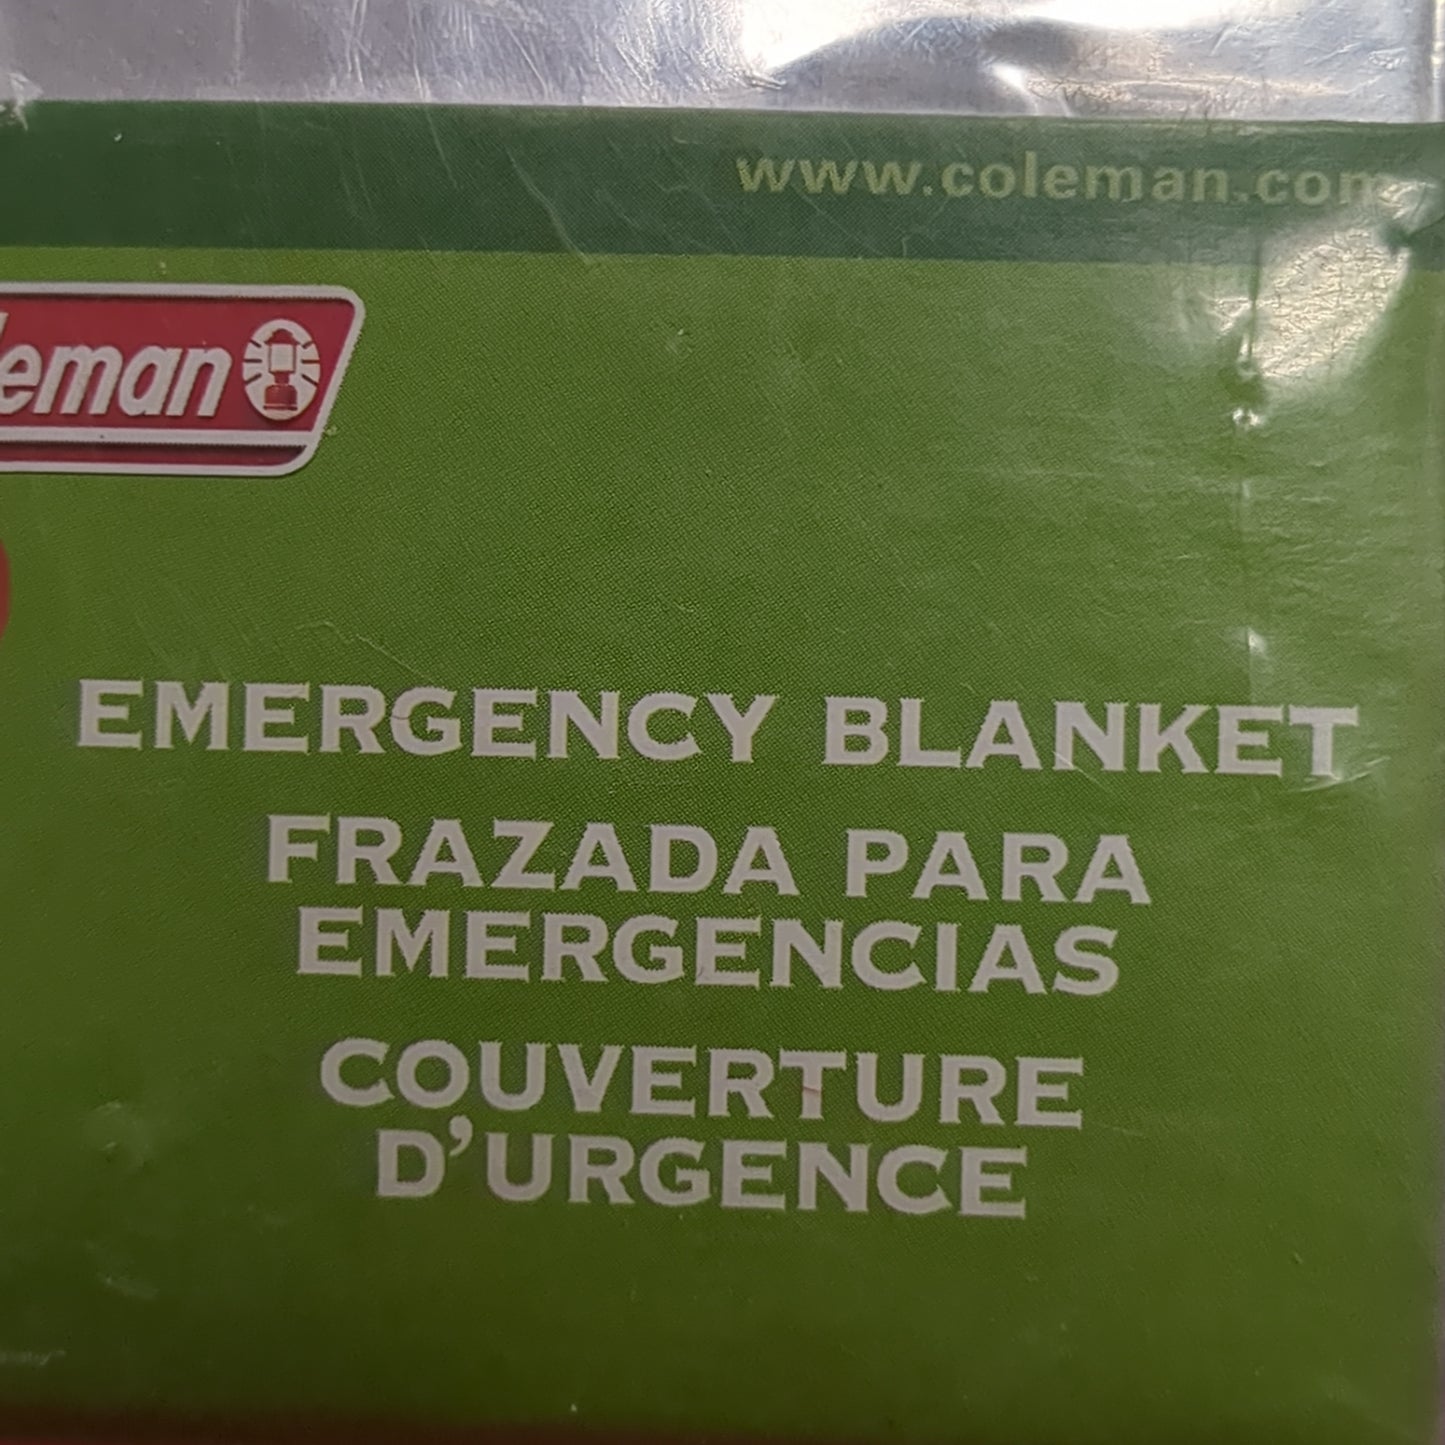 www.coleman.com
leman
EMERGENCY BLANKET
FRAZADA PARA
EMERGENCIAS
COUVERTURE
D'URGENCE